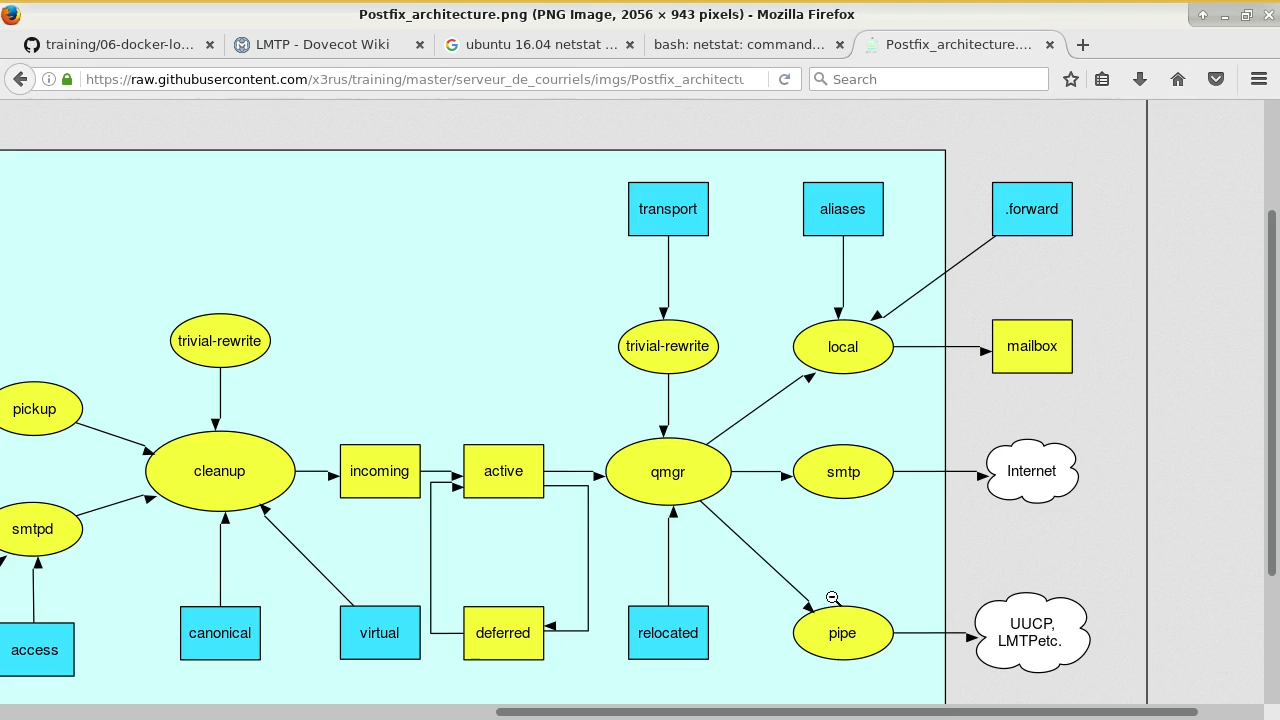 Postfix_architecture.png (PNG Image, 2056 × 943 pixels) - Mozilla Firefox
training/06-docker-lo...
LMTP - Dovecot Wiki
ubuntu 16.04 netstat ...
bash: netstat: command...
Postfix_architecture....
https://raw.githubusercontent.com/x3rus/training/master/serveur_de_courriels/imgs/Postfix_architectu
Search
transport
aliases
.forward
trivial-rewrite
trivial-rewrite
local
mailbox
pickup
cleanup
incoming
active
qmgr
smtp
Internet
smtpd
canonical
virtual
deferred
relocated
pipe
UUCP,
LMTPetc.
access